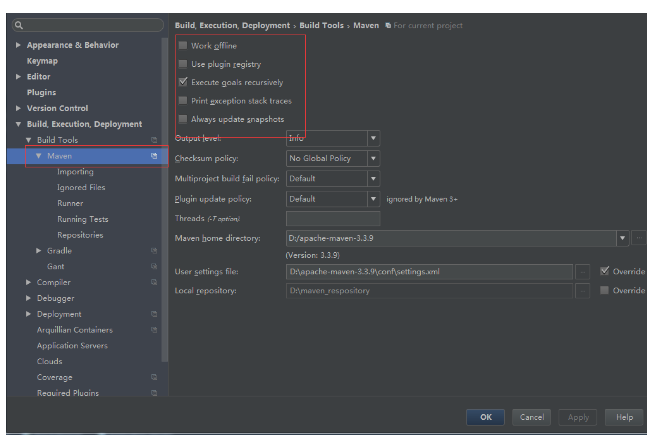 Build, Execution, Deployment › Build Tools › Maven For current project
Appearance & Behavior
Keymap
Editor
Plugins
Version Control
Build, Execution, Deployment
Build Tools
Maven
Importing
Ignored Files
Runner
Running Tests
Repositories
Gradle
Gant
Compiler
Debugger
Deployment
Arquillian Containers
Application Servers
Clouds
Coverage
Required Plugins
Work offline
Use plugin registry
Execute goals recursively
Print exception stack traces
Always update snapshots
Output level: Info
Checksum policy: No Global Policy
Multiproject build fail policy: Default
Plugin update policy: Default ignored by Maven 3+
Threads (-T option)
Maven home directory: D:/apache-maven-3.3.9 ...
(Version: 3.3.9)
User settings file: D:\apache-maven-3.3.9\conf\settings.xml ... Override
Local repository: D:\maven_respository ... Override
OK Cancel Apply Help